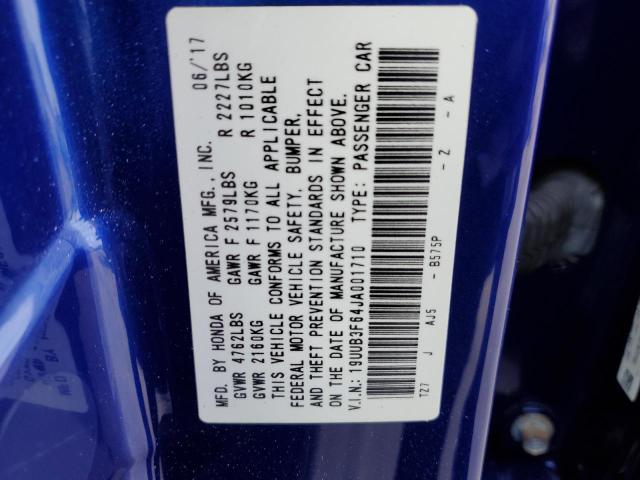 MFD. BY HONDA OF AMERICA MFG., INC. 06/'17
GVWR 4762LBS GAWR F 2579LBS R 2227LBS
GVWR 2160KG GAWR F 1170KG R 1010KG
THIS VEHICLE CONFORMS TO ALL APPLICABLE
FEDERAL MOTOR VEHICLE SAFETY, BUMPER,
AND THEFT PREVENTION STANDARDS IN EFFECT
ON THE DATE OF MANUFACTURE SHOWN ABOVE.
V.I.N.: 19UUB3F64JA001710 TYPE: PASSENGER CAR
TZ7 J AJ5 - B575P - Z - A